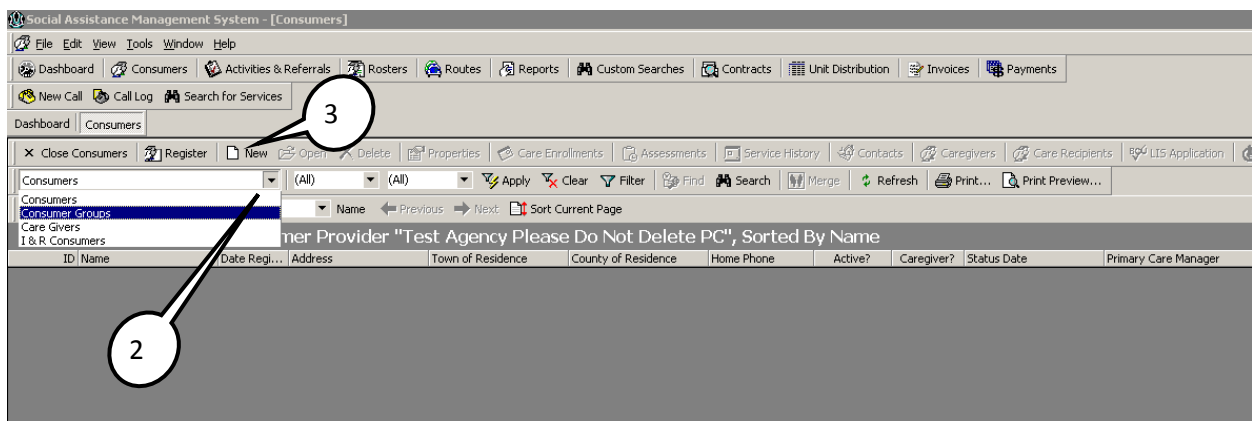 Social Assistance Management System - [Consumers]
File Edit View Tools Window Help
Dashboard Consumers Activities & Referrals Rosters Routes Reports Custom Searches Contracts Unit Distribution Invoices Payments
New Call Call Log Search for Services
Dashboard Consumers
3
Close Consumers Register New Open Delete Properties Care Enrollments Assessments Service History Contacts Caregivers Care Recipients LIS Application
Consumers (All) (All) Apply Clear Filter Find Search Merge Refresh Print... Print Preview...
Consumers
Consumer Groups
Care Givers
I & R Consumers
Name Previous Next Sort Current Page
mer Provider "Test Agency Please Do Not Delete PC", Sorted By Name
ID Name Date Regi... Address Town of Residence County of Residence Home Phone Active? Caregiver? Status Date Primary Care Manager
2